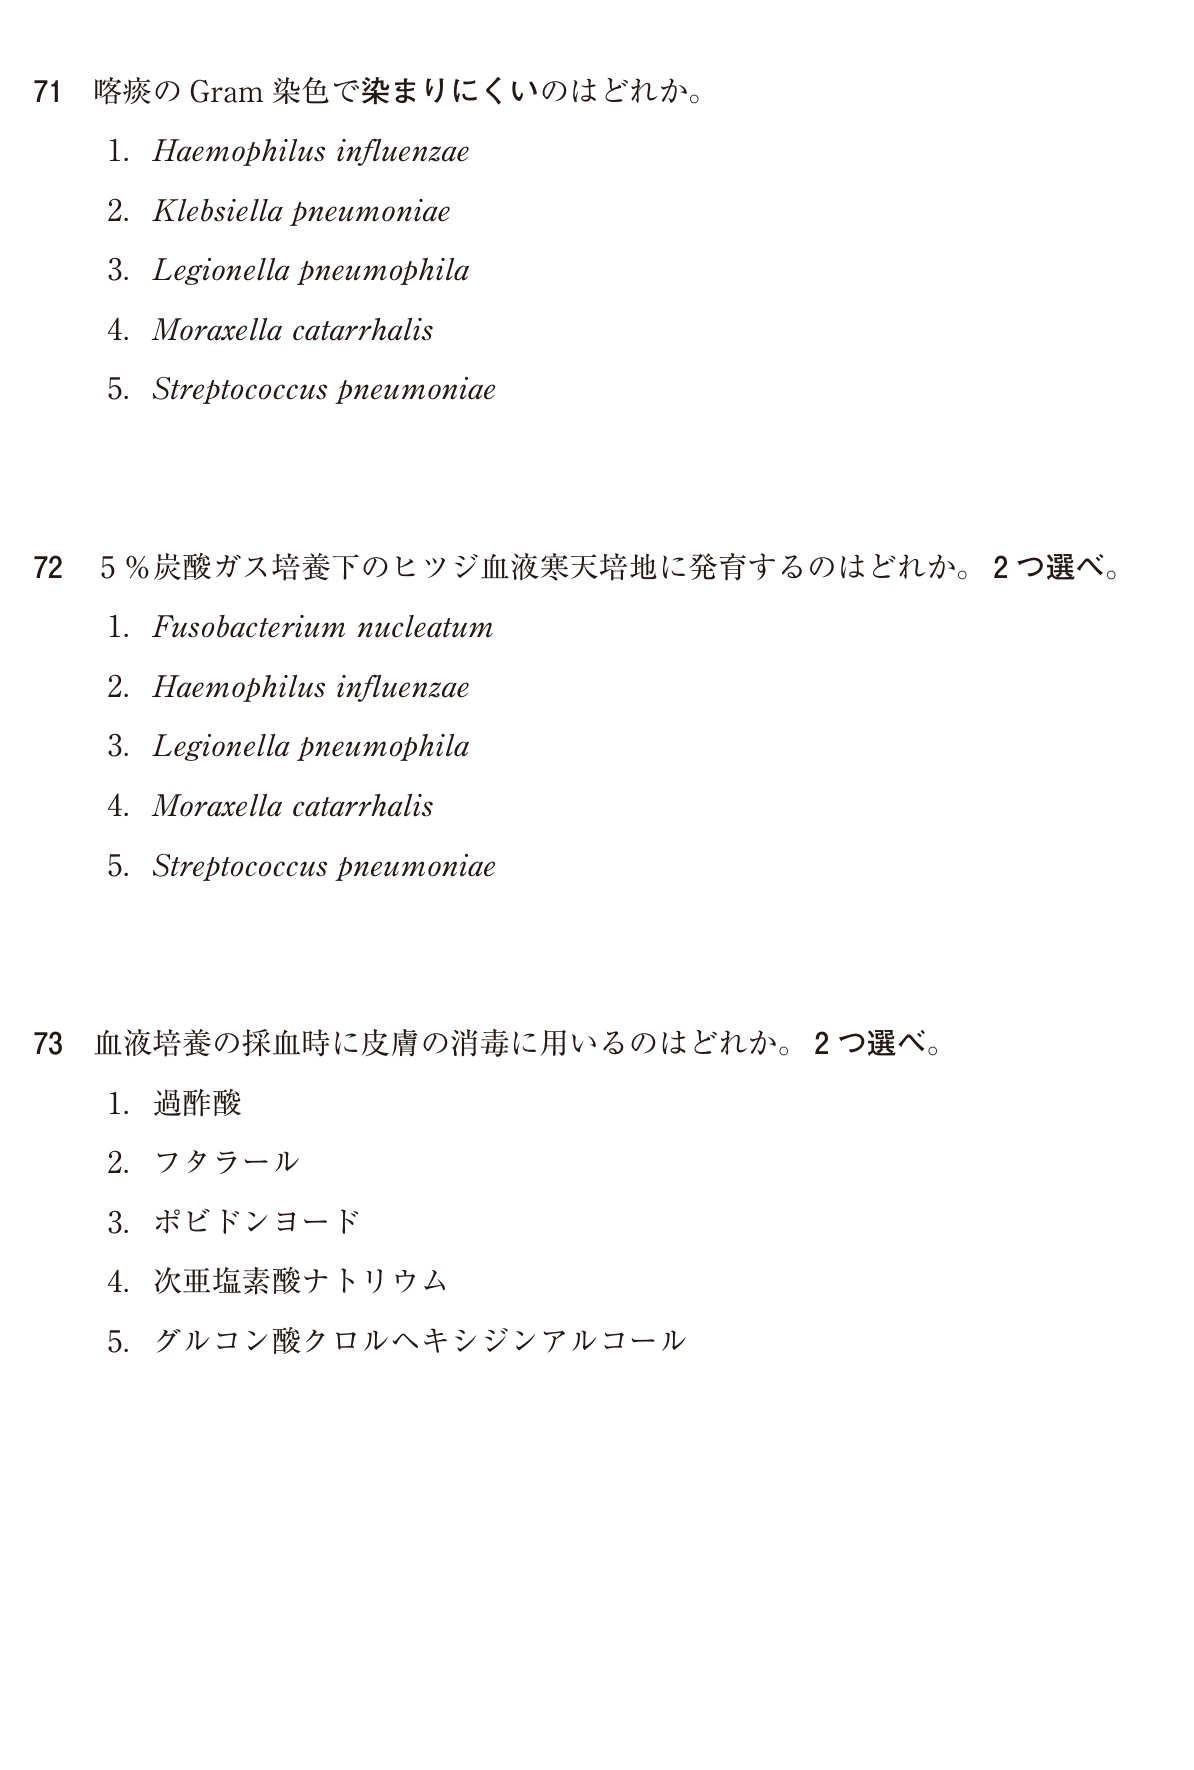 71 喀痰の Gram 染色で染まりにくいのはどれか。
1. Haemophilus influenzae
2. Klebsiella pneumoniae
3. Legionella pneumophila
4. Moraxella catarrhalis
5. Streptococcus pneumoniae
72 5 %炭酸ガス培養下のヒツジ血液寒天培地に発育するのはどれか。2 つ選べ。
1. Fusobacterium nucleatum
2. Haemophilus influenzae
3. Legionella pneumophila
4. Moraxella catarrhalis
5. Streptococcus pneumoniae
73 血液培養の採血時に皮膚の消毒に用いるのはどれか。2 つ選べ。
1. 過酢酸
2. フタラール
3. ポビドンヨード
4. 次亜塩素酸ナトリウム
5. グルコン酸クロルヘキシジンアルコール